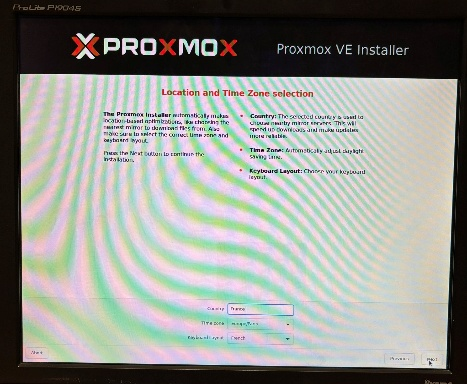 ProLite P1904S
PROXMOX
Proxmox VE Installer
Location and Time Zone selection
The Proxmox Installer automatically makes
location-based optimizations, like choosing the
nearest mirror to download files from. Also
make sure to select the correct time zone and
keyboard layout.
Press the Next button to continue the
installation.
• Country: The selected country is used to
choose nearby mirror servers. This will
speed up downloads and make updates
more reliable.
• Time Zone: Automatically adjust daylight
saving time.
• Keyboard Layout: Choose your keyboard
layout.
Country France
Time zone Europe/Paris
Keyboard Layout French
Abort Previous Next